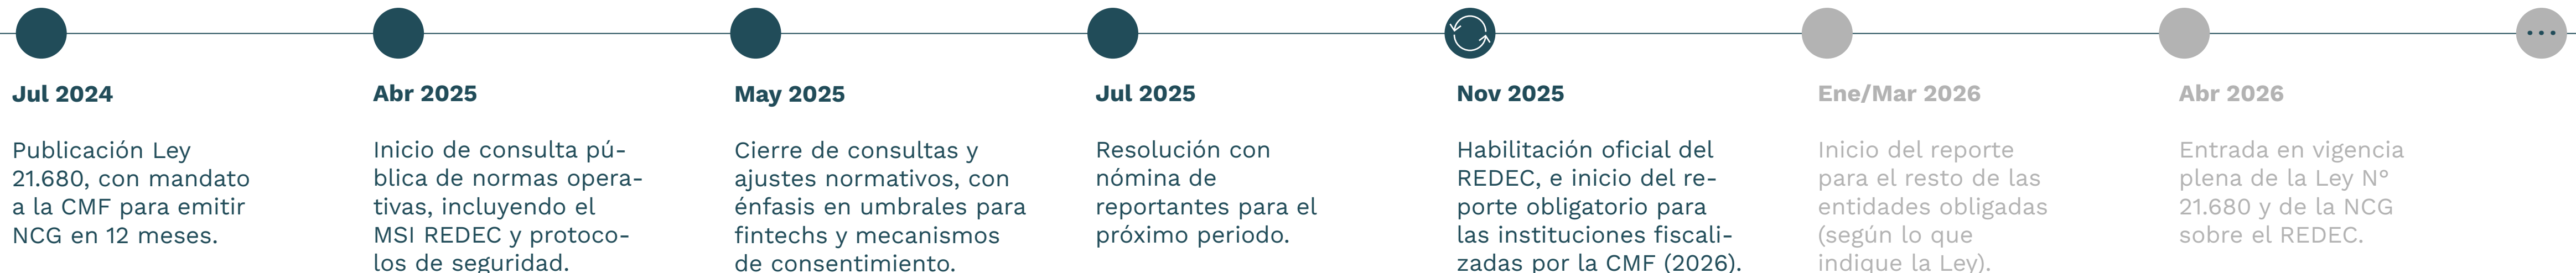 Jul 2024
Publicación Ley
21.680, con mandato
a la CMF para emitir
NCG en 12 meses.
Abr 2025
Inicio de consulta pú-
blica de normas opera-
tivas, incluyendo el
MSI REDEC y protoco-
los de seguridad.
May 2025
Cierre de consultas y
ajustes normativos, con
énfasis en umbrales para
fintechs y mecanismos
de consentimiento.
Jul 2025
Resolución con
nómina de
reportantes para el
próximo periodo.
Nov 2025
Habilitación oficial del
REDEC, e inicio del re-
porte obligatorio para
las instituciones fiscali-
zadas por la CMF (2026).
Ene/Mar 2026
Inicio del reporte
para el resto de las
entidades obligadas
(según lo que
indique la Ley).
Abr 2026
Entrada en vigencia
plena de la Ley N°
21.680 y de la NCG
sobre el REDEC.